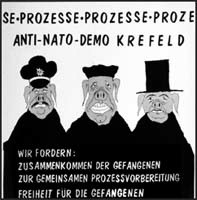 SE·PROZESSE·PROZESSE·PROZE
ANTI-NATO-DEMO KREFELD
WIR FORDERN:
ZUSAMMENKOMMEN DER GEFANGENEN
ZUR GEMEINSAMEN PROZESSVORBEREITUNG
FREIHEIT FÜR DIE GEFANGENEN